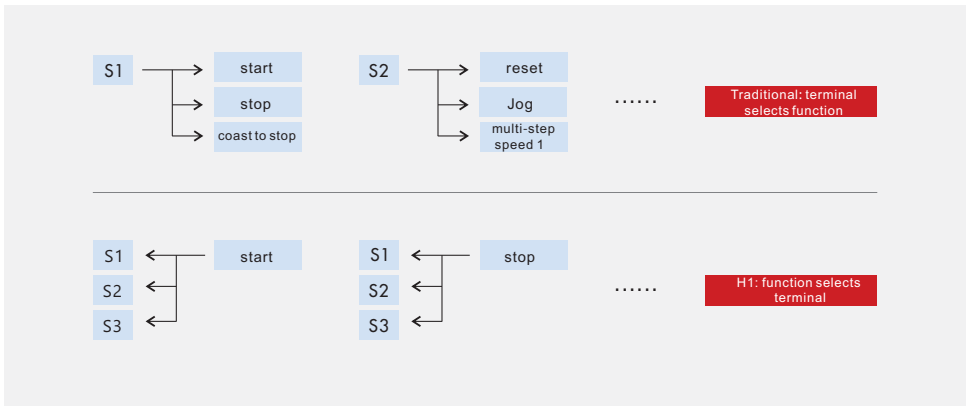 S1
start
stop
coast to stop
S2
reset
Jog
multi-step
speed 1
......
Traditional: terminal
selects function
S1
S2
S3
start
S1
S2
S3
stop
......
H1: function selects
terminal